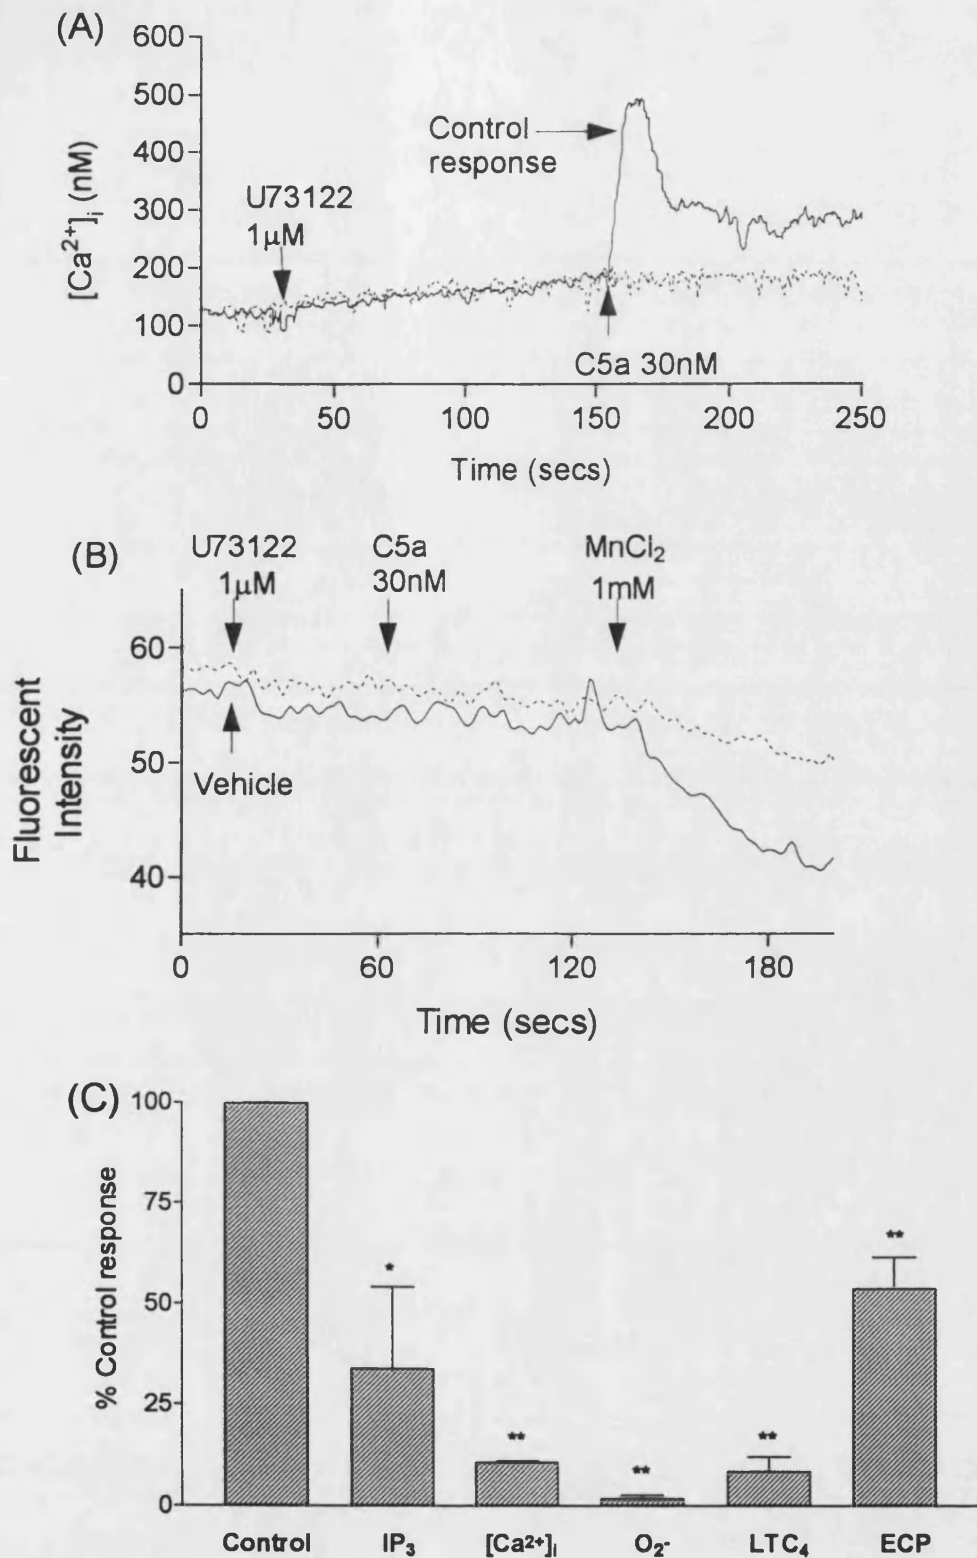 (A)
600
500
400
300
200
100
0
[Ca²⁺]ᵢ (nM)
U73122
1μM
Control
response
C5a 30nM
0 50 100 150 200 250
Time (secs)
(B)
U73122
1μM
C5a
30nM
MnCl₂
1mM
60
50
40
Fluorescent
Intensity
Vehicle
0 60 120 180
Time (secs)
(C)
100
75
50
25
0
% Control response
*
**
**
**
**
Control IP₃ [Ca²⁺]ᵢ O₂- LTC₄ ECP